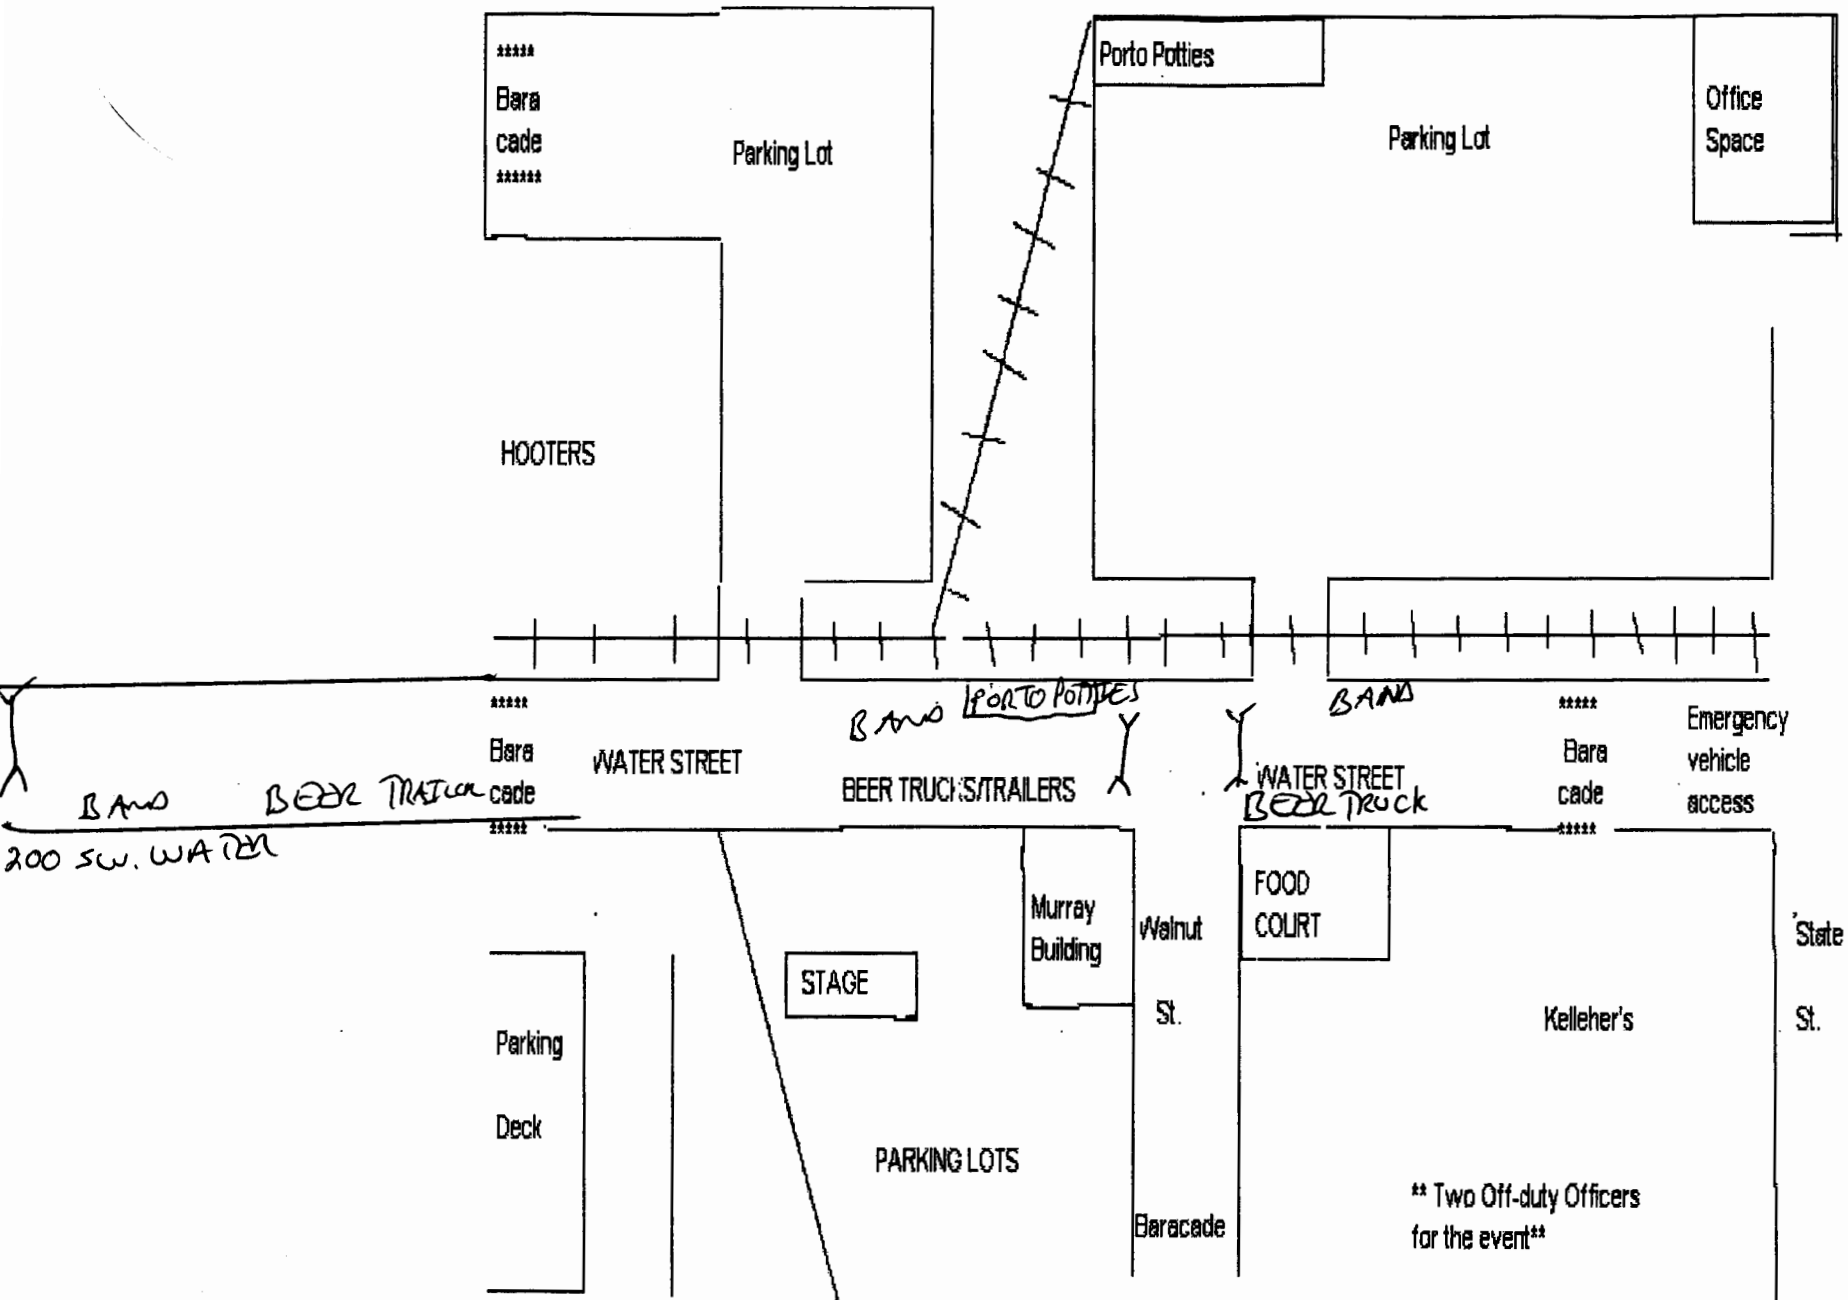 *****
Bara
cade
******
Parking Lot
Porto Potties
Parking Lot
Office
Space
HOOTERS
*****
Bara
cade
*****
WATER STREET
BAND
PORTO POTTIES
BEER TRUCKS/TRAILERS
BAND
WATER STREET
BEER TRUCK
*****
Bara
cade
*****
Emergency
vehicle
access
BAND
BEER TRAILER
200 SW. WATER
Murray
Building
Walnut
St.
FOOD
COURT
State
St.
STAGE
Kelleher's
Parking
Deck
PARKING LOTS
Baracade
** Two Off-duty Officers
for the event**